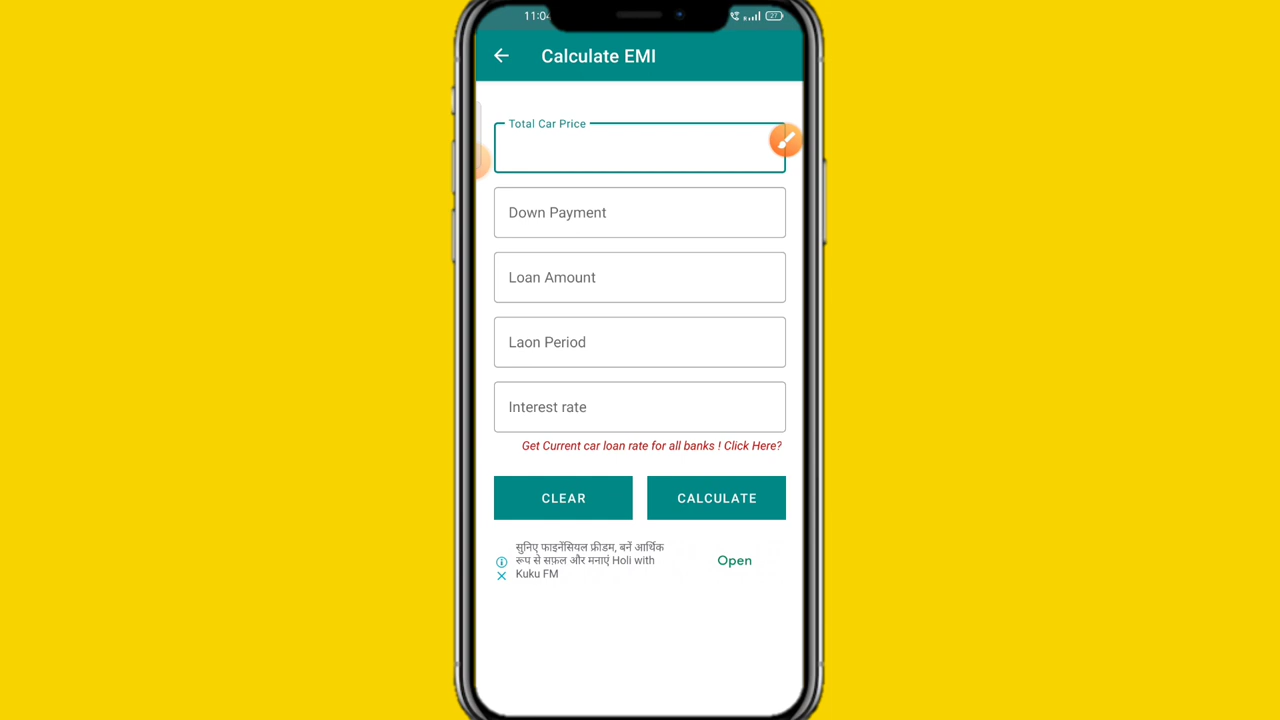 11:04
27
Calculate EMI
Total Car Price
Down Payment
Loan Amount
Laon Period
Interest rate
Get Current car loan rate for all banks ! Click Here?
CLEAR
CALCULATE
सुनिए फाइनेंसियल फ्रीडम, बनें आर्थिक
रूप से सफ़ल और मनाएं Holi with
Kuku FM
Open